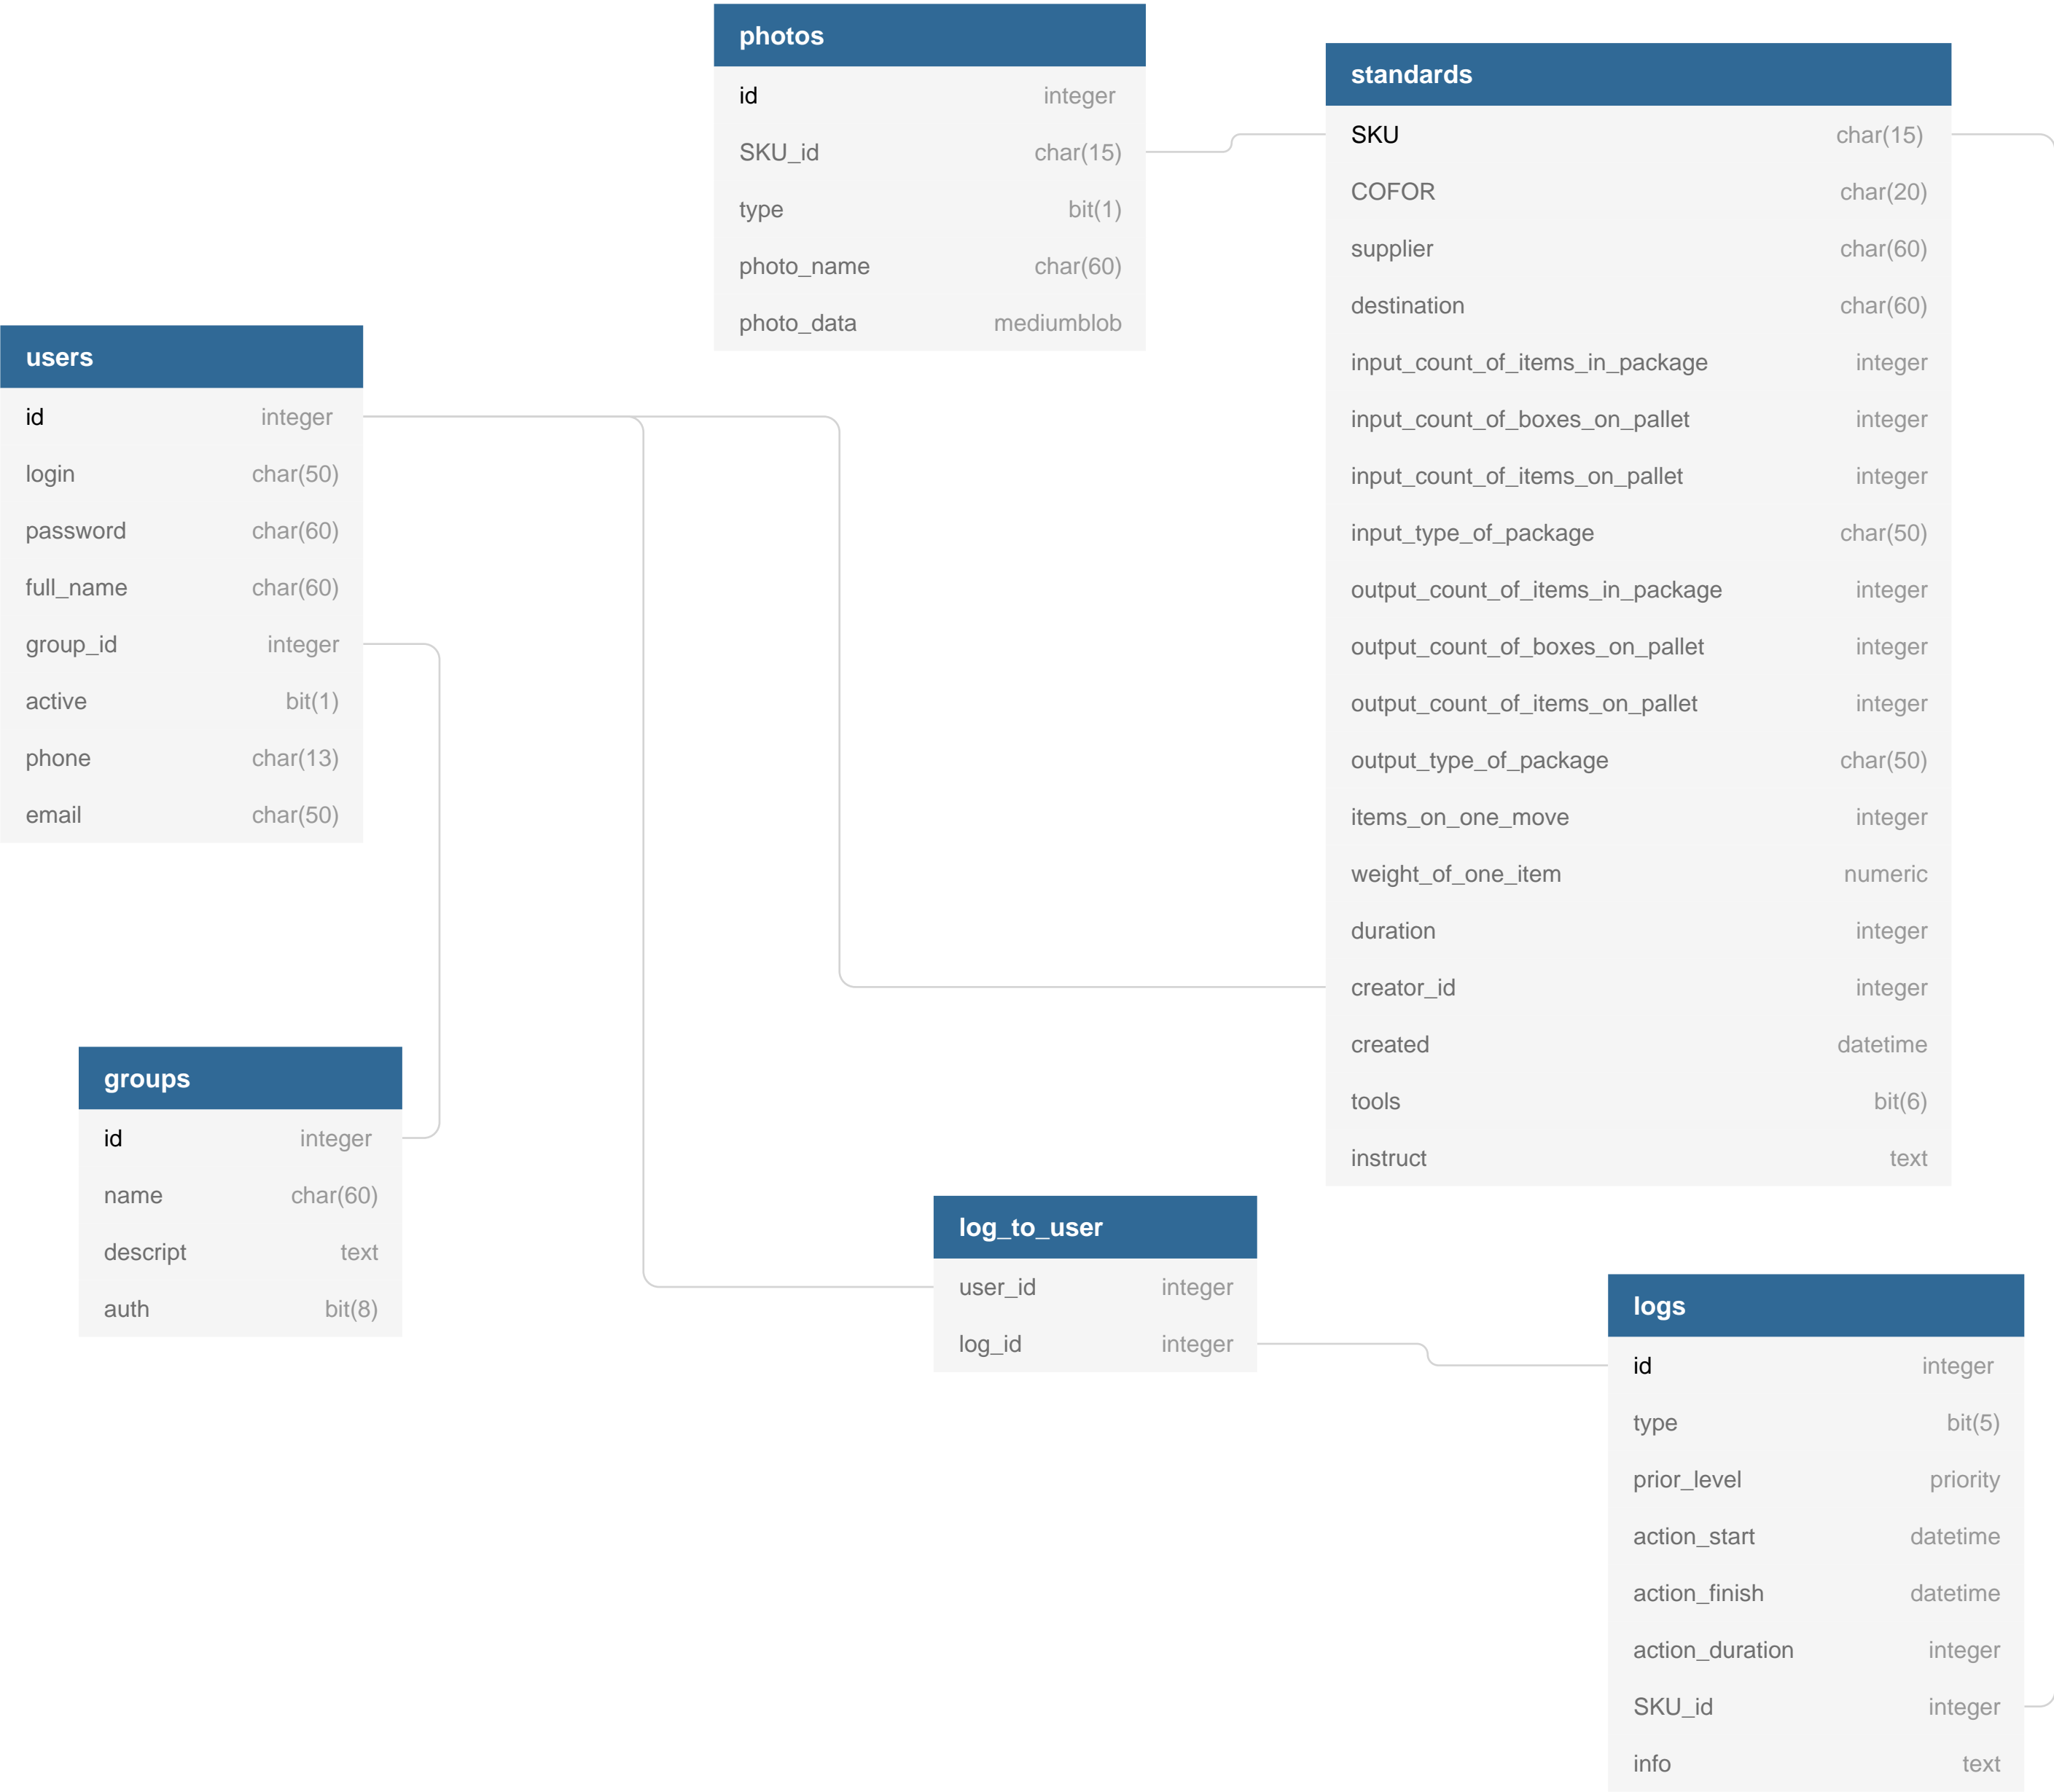 photos
id integer
SKU_id char(15)
type bit(1)
photo_name char(60)
photo_data mediumblob
standards
SKU char(15)
COFOR char(20)
supplier char(60)
destination char(60)
input_count_of_items_in_package integer
input_count_of_boxes_on_pallet integer
input_count_of_items_on_pallet integer
input_type_of_package char(50)
output_count_of_items_in_package integer
output_count_of_boxes_on_pallet integer
output_count_of_items_on_pallet integer
output_type_of_package char(50)
items_on_one_move integer
weight_of_one_item numeric
duration integer
creator_id integer
created datetime
tools bit(6)
instruct text
users
id integer
login char(50)
password char(60)
full_name char(60)
group_id integer
active bit(1)
phone char(13)
email char(50)
groups
id integer
name char(60)
descript text
auth bit(8)
log_to_user
user_id integer
log_id integer
logs
id integer
type bit(5)
prior_level priority
action_start datetime
action_finish datetime
action_duration integer
SKU_id integer
info text